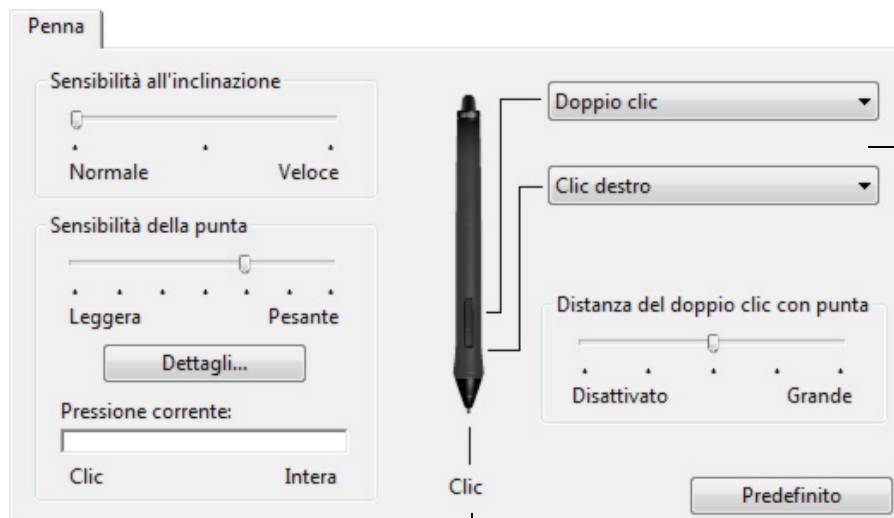 Penna
Sensibilità all'inclinazione
Normale Veloce
Sensibilità della punta
Leggera Pesante
Dettagli...
Pressione corrente:
Clic Intera
Doppio clic
Clic destro
Distanza del doppio clic con punta
Disattivato Grande
Clic
Predefinito